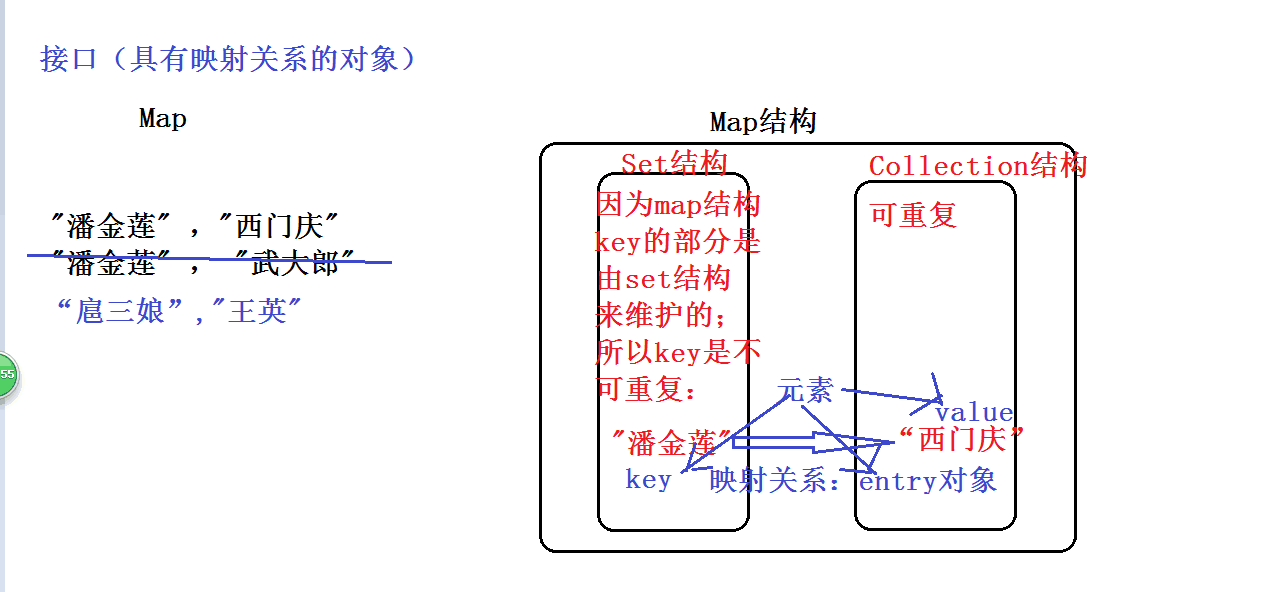 接口（具有映射关系的对象）
Map
"潘金莲" ，"西门庆"
"潘金莲" ， "武大郎"
“扈三娘”,"王英"
55
Map结构
Set结构
因为map结构
key的部分是
由set结构
来维护的；
所以key是不
可重复：
"潘金莲"
key
元素
映射关系：entry对象
Collection结构
可重复
value
“西门庆”